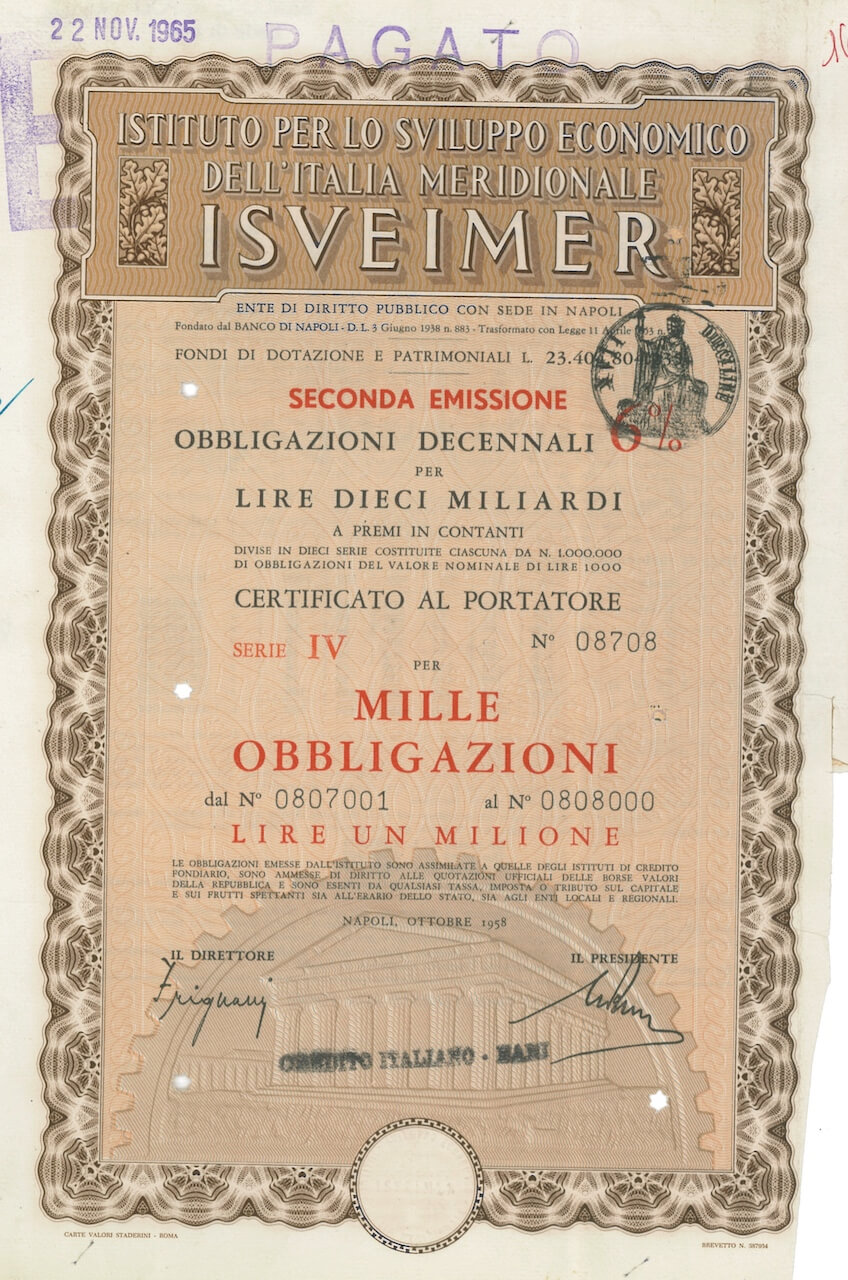 22 NOV. 1965
PAGATO
ISTITUTO PER LO SVILUPPO ECONOMICO
DELL'ITALIA MERIDIONALE
ISVEIMER
ENTE DI DIRITTO PUBBLICO CON SEDE IN NAPOLI
Fondato dal BANCO DI NAPOLI - D. L. 3 Giugno 1938 n. 883 - Trasformato con Legge 11 Aprile
FONDI DI DOTAZIONE E PATRIMONIALI L.
SECONDA EMISSIONE
OBBLIGAZIONI DECENNALI 6%
PER
LIRE DIECI MILIARDI
A PREMI IN CONTANTI
DIVISE IN DIECI SERIE COSTITUITE CIASCUNA DA N. 1.000.000
DI OBBLIGAZIONI DEL VALORE NOMINALE DI LIRE 1000
CERTIFICATO AL PORTATORE
SERIE IV Nº 08708
PER
MILLE
OBBLIGAZIONI
dal Nº 0807001 al Nº 0808000
LIRE UN MILIONE
LE OBBLIGAZIONI EMESSE DALL'ISTITUTO SONO ASSIMILATE A QUELLE DEGLI ISTITUTI DI CREDITO
FONDIARIO, SONO AMMESSE DI DIRITTO ALLE QUOTAZIONI UFFICIALI DELLE BORSE VALORI
DELLA REPUBBLICA E SONO ESENTI DA QUALSIASI TASSA, IMPOSTA O TRIBUTO SUL CAPITALE
E SUI FRUTTI SPETTANTI SIA ALL'ERARIO DELLO STATO, SIA AGLI ENTI LOCALI E REGIONALI.
NAPOLI, OTTOBRE 1958
IL DIRETTORE IL PRESIDENTE
Frignani
CREDITO ITALIANO - BARI
CARTE VALORI STADERINI - ROMA
BREVETTO N. 587954